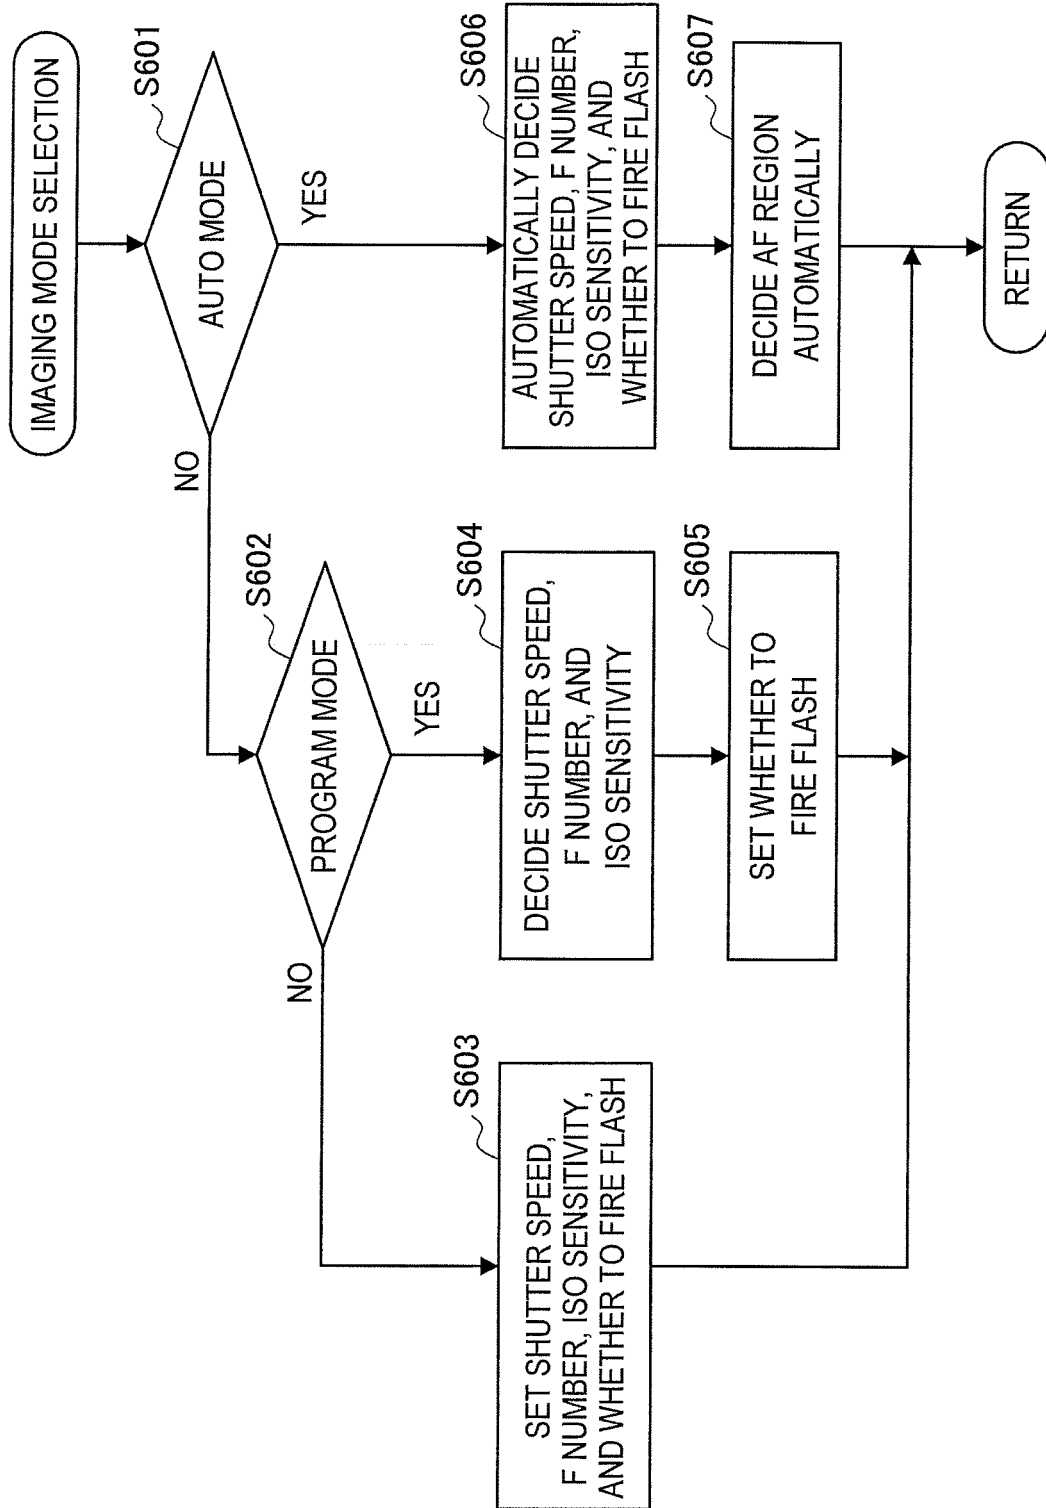 IMAGING MODE SELECTION
S601
AUTO MODE
NO
YES
S602
PROGRAM MODE
NO
YES
S603
SET SHUTTER SPEED,
F NUMBER, ISO SENSITIVITY,
AND WHETHER TO FIRE FLASH
S604
DECIDE SHUTTER SPEED,
F NUMBER, AND
ISO SENSITIVITY
S605
SET WHETHER TO
FIRE FLASH
S606
AUTOMATICALLY DECIDE
SHUTTER SPEED, F NUMBER,
ISO SENSITIVITY, AND
WHETHER TO FIRE FLASH
S607
DECIDE AF REGION
AUTOMATICALLY
RETURN